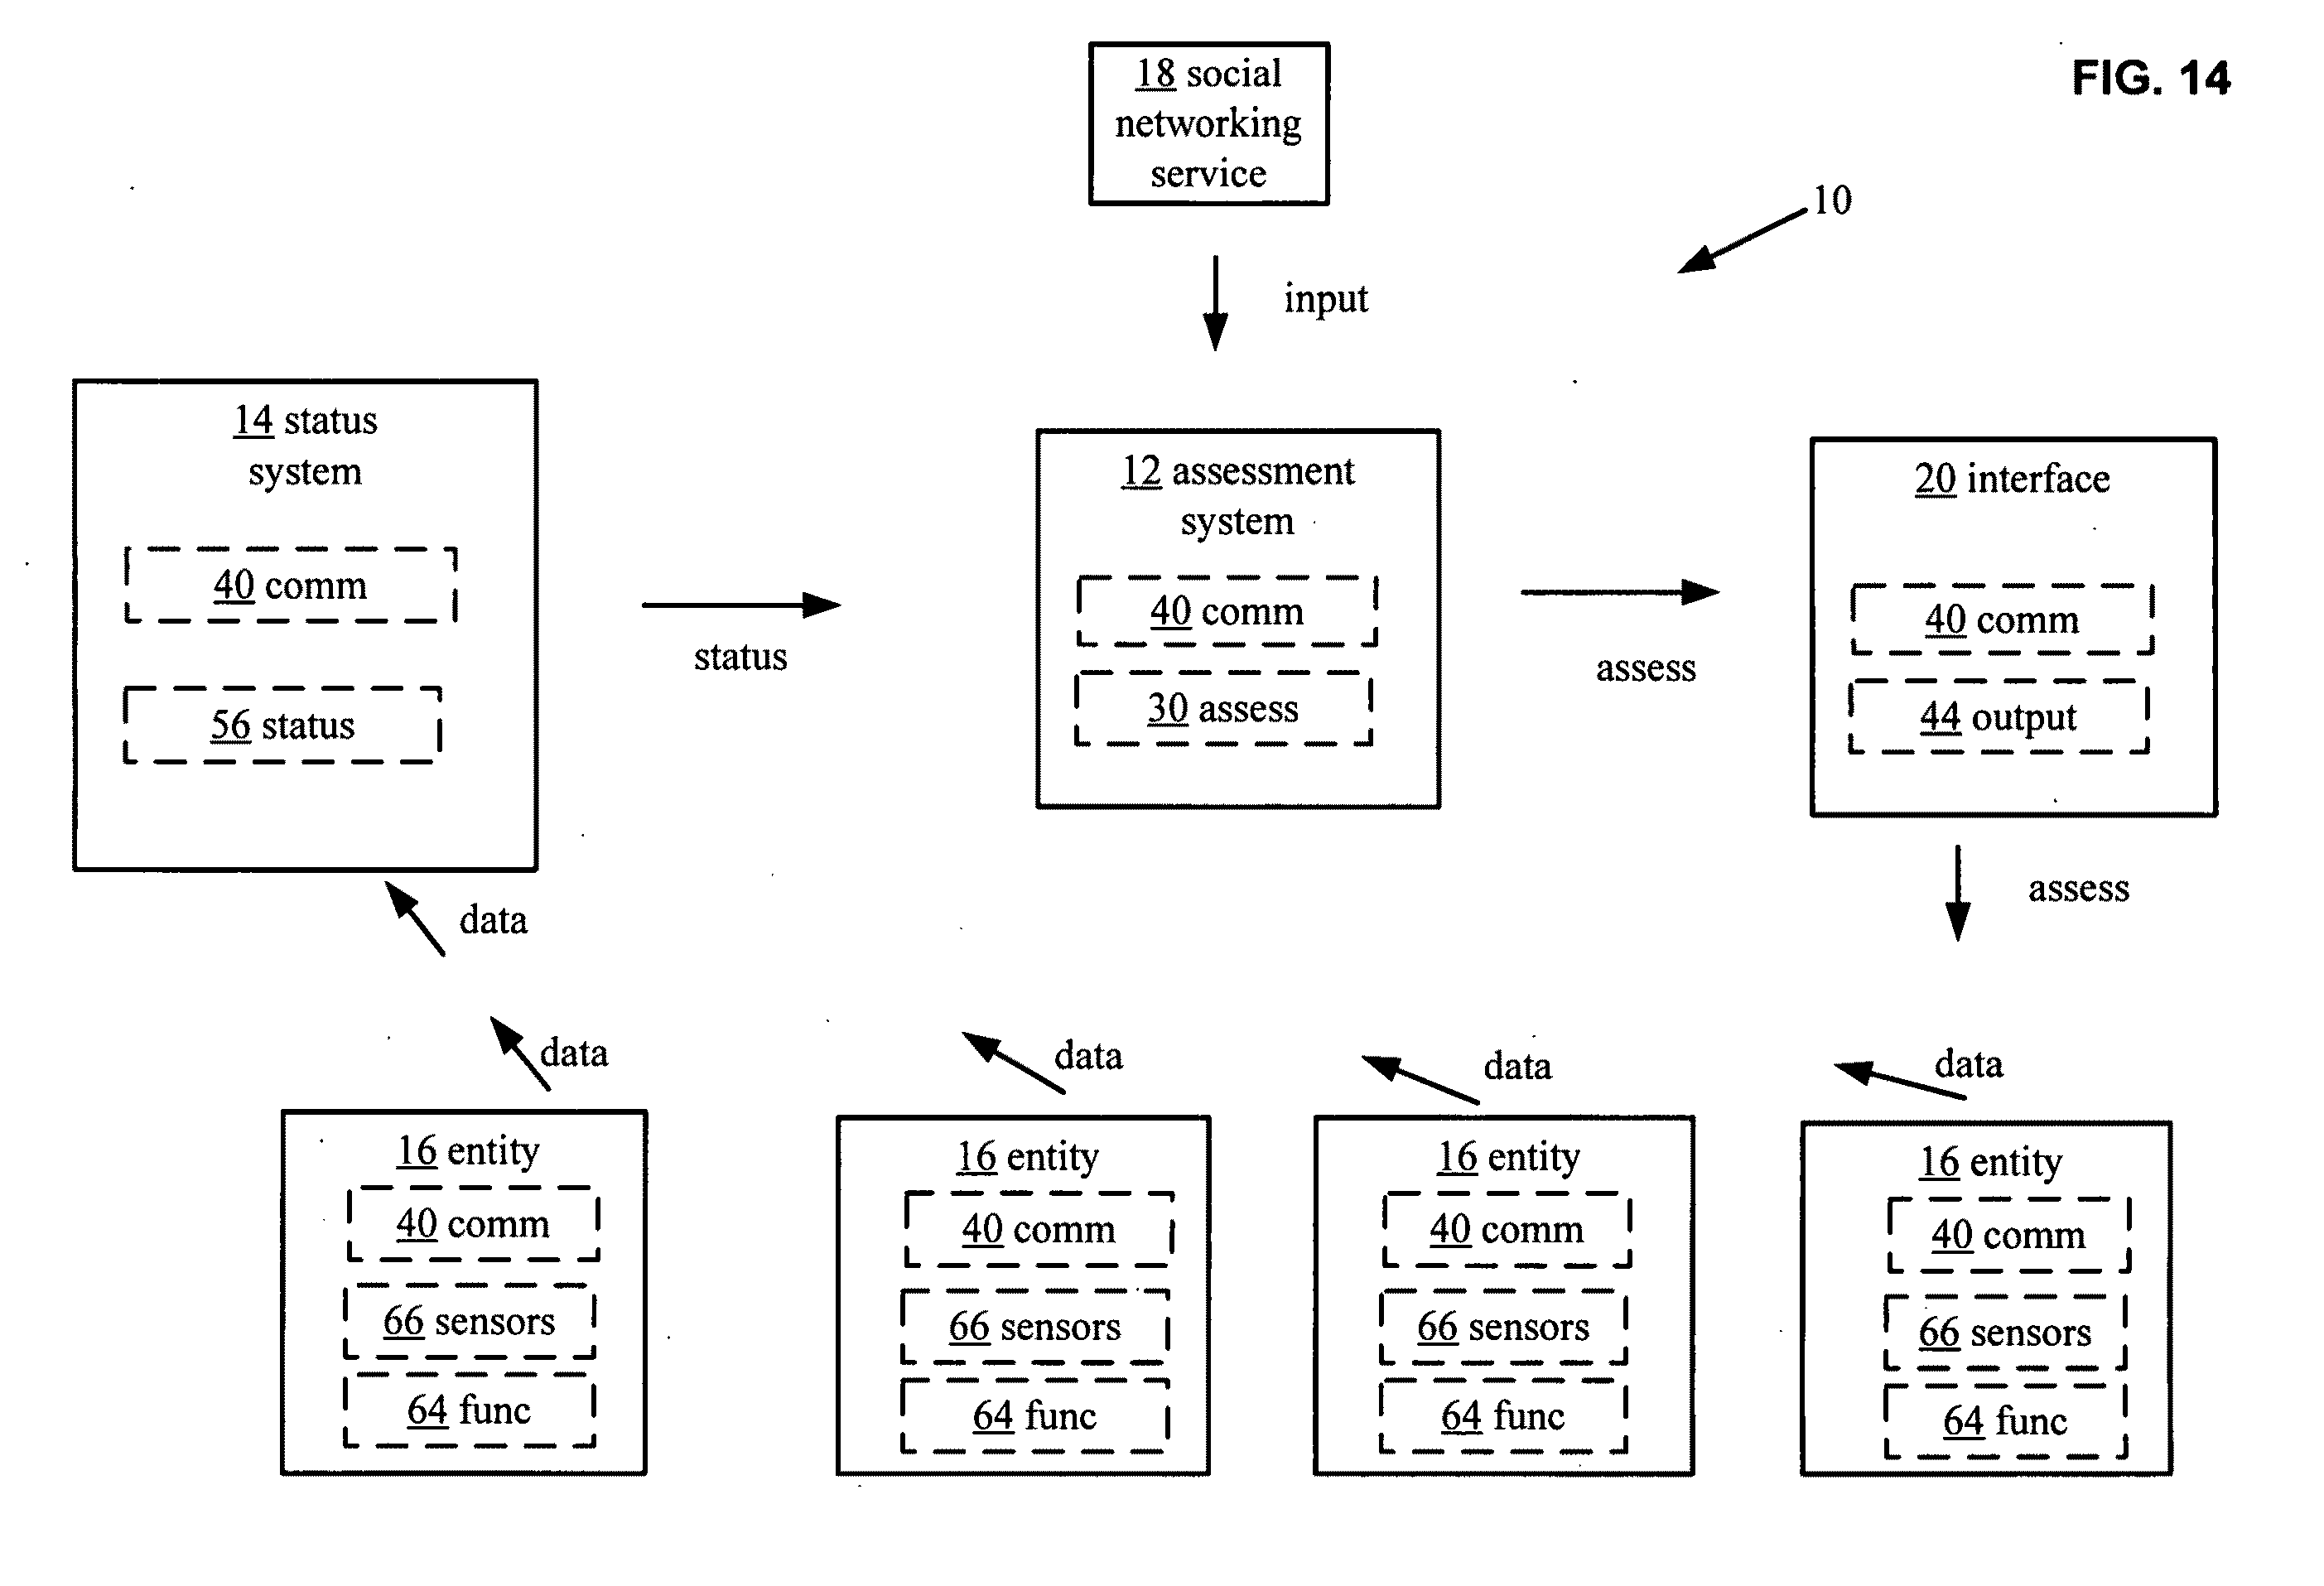 FIG. 14
18 social
networking
service
10
input
14 status
system
40 comm
56 status
status
12 assessment
system
40 comm
30 assess
assess
20 interface
40 comm
44 output
assess
data
data
data
data
data
16 entity
40 comm
66 sensors
64 func
16 entity
40 comm
66 sensors
64 func
16 entity
40 comm
66 sensors
64 func
16 entity
40 comm
66 sensors
64 func